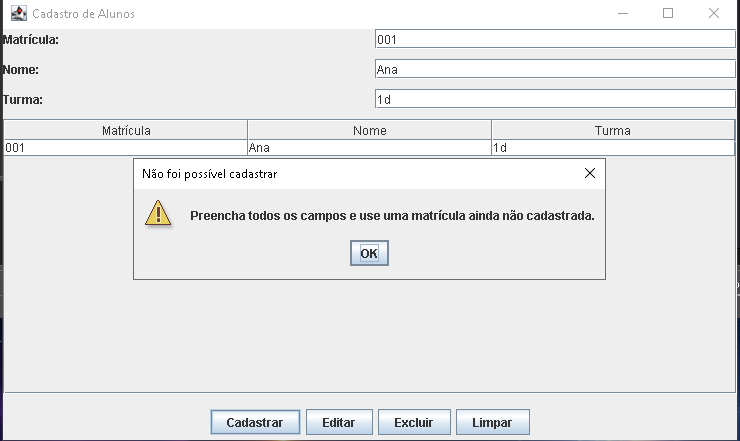 Cadastro de Alunos
Matrícula: 001
Nome: Ana
Turma: 1d
Matrícula Nome Turma
001 Ana 1d
Não foi possível cadastrar
Preencha todos os campos e use uma matrícula ainda não cadastrada.
OK
Cadastrar Editar Excluir Limpar